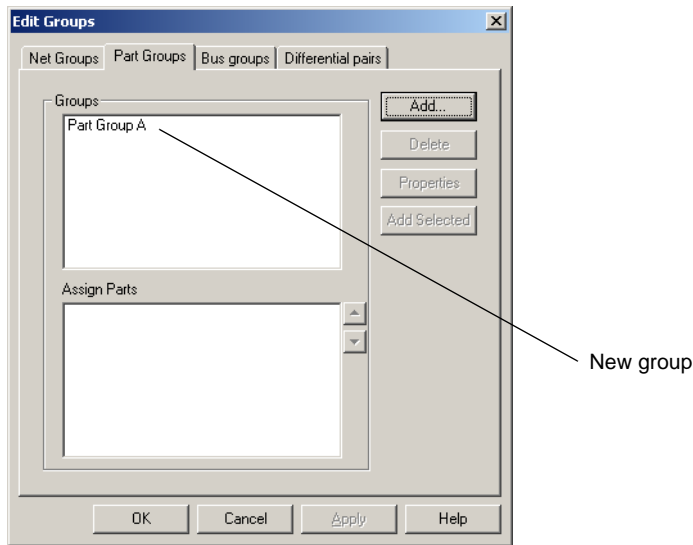 Edit Groups
Net Groups Part Groups Bus groups Differential pairs
Groups
Part Group A
Add...
Delete
Properties
Add Selected
Assign Parts
New group
OK Cancel Apply Help